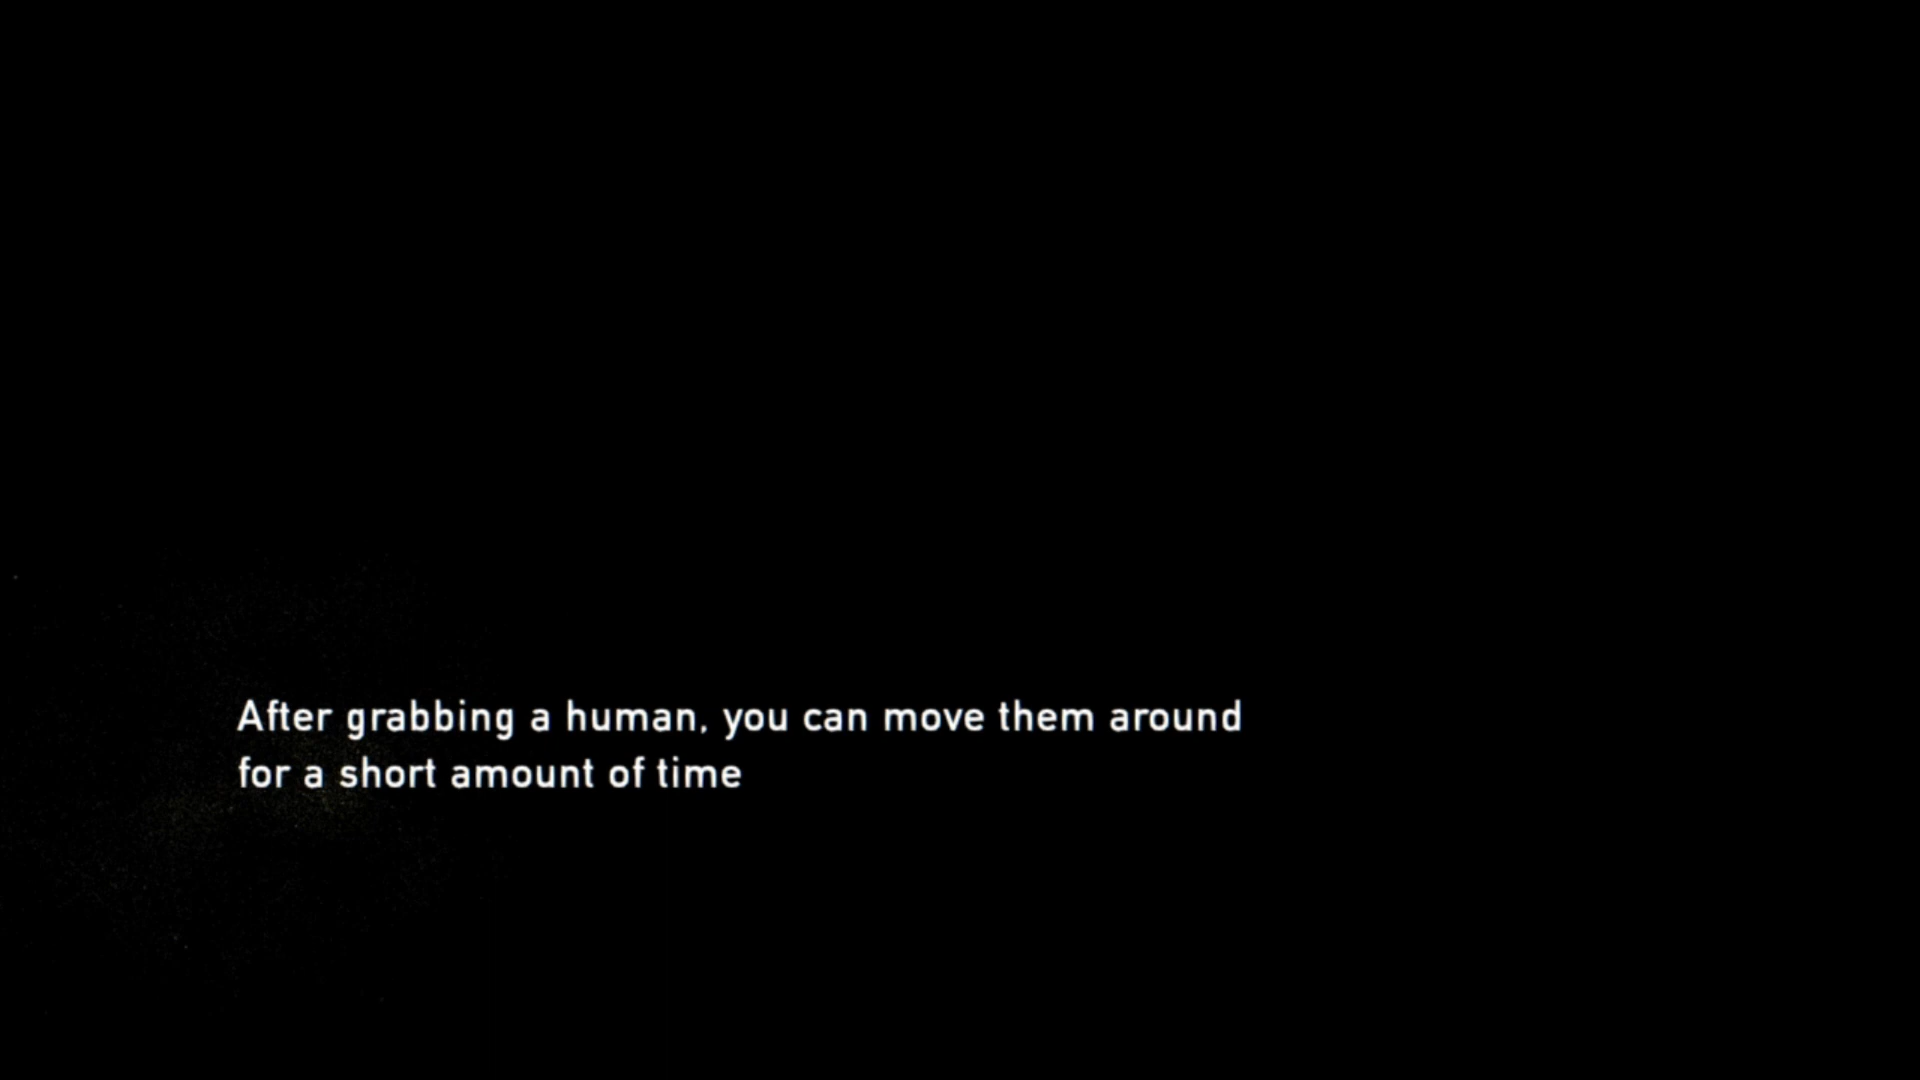 After grabbing a human, you can move them around
for a short amount of time